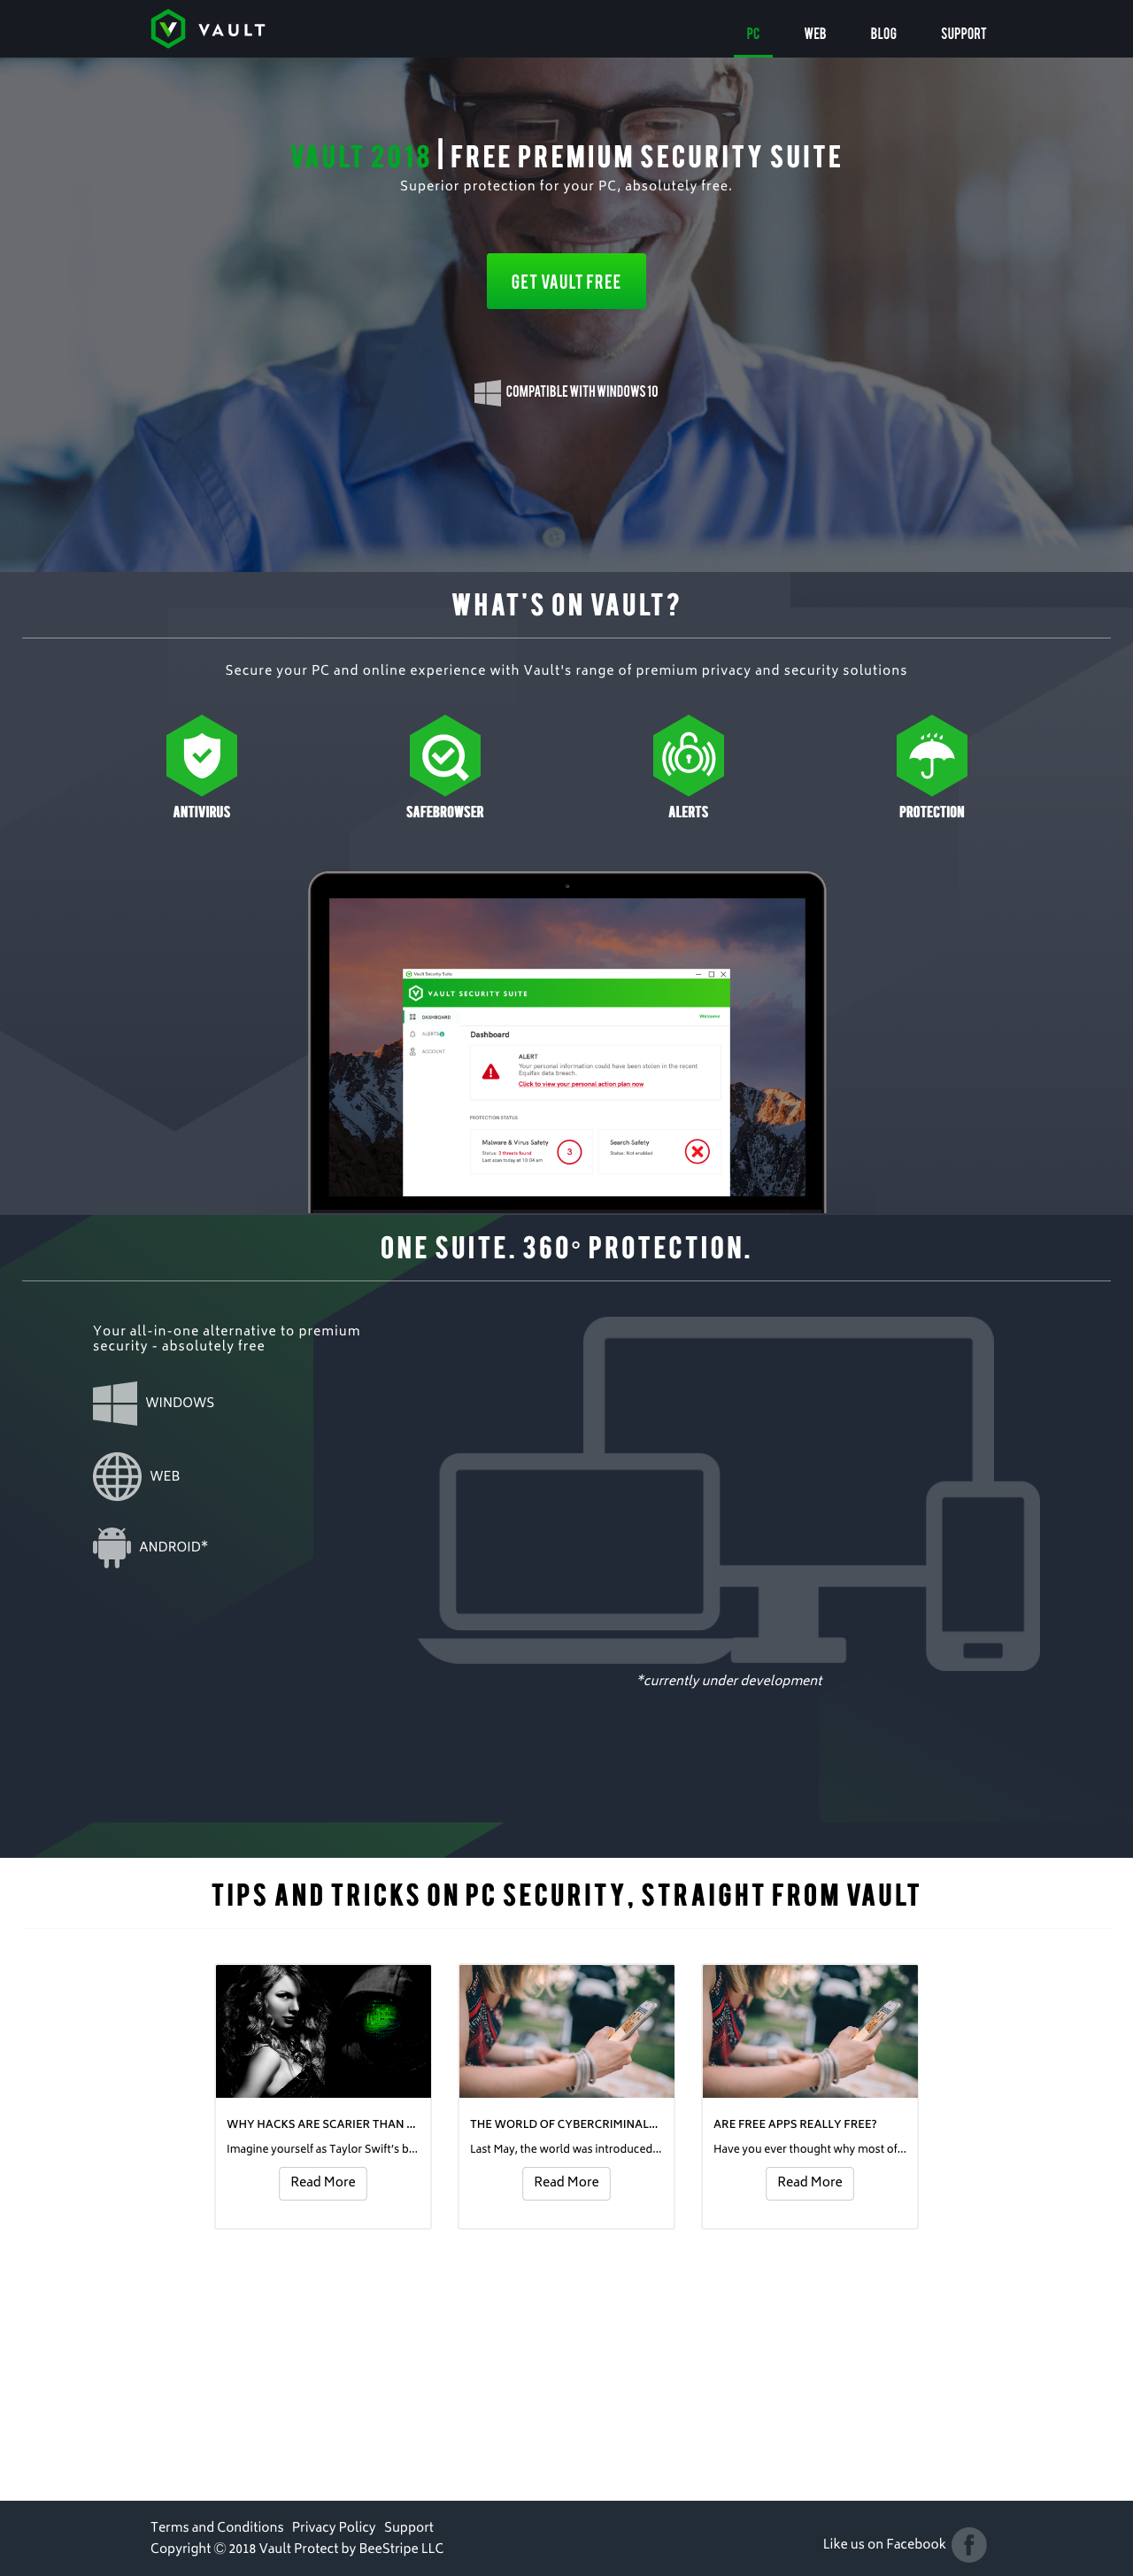 VAULT
PC
WEB
BLOG
SUPPORT
VAULT 2018 | FREE PREMIUM SECURITY SUITE
Superior protection for your PC, absolutely free.
GET VAULT FREE
COMPATIBLE WITH WINDOWS 10
WHAT'S ON VAULT?
Secure your PC and online experience with Vault's range of premium privacy and security solutions
ANTIVIRUS
SAFEBROWSER
ALERTS
PROTECTION
Vault Security Suite
VAULT SECURITY SUITE
DASHBOARD
Welcome
ALERTS
Dashboard
ACCOUNT
ALERT
Your personal information could have been stolen in the recent
Equifax data breach.
Click to view your personal action plan now
PROTECTION STATUS
Malware & Virus Safety
Status: 3 threats found
Last scan today at 10:04 am
3
Search Safety
Status: Not enabled
ONE SUITE. 360° PROTECTION.
Your all-in-one alternative to premium
security - absolutely free
WINDOWS
WEB
ANDROID*
*currently under development
TIPS AND TRICKS ON PC SECURITY, STRAIGHT FROM VAULT
WHY HACKS ARE SCARIER THAN ...
Imagine yourself as Taylor Swift's b...
Read More
THE WORLD OF CYBERCRIMINAL...
Last May, the world was introduced...
Read More
ARE FREE APPS REALLY FREE?
Have you ever thought why most of...
Read More
Terms and Conditions Privacy Policy Support
Copyright © 2018 Vault Protect by BeeStripe LLC
Like us on Facebook